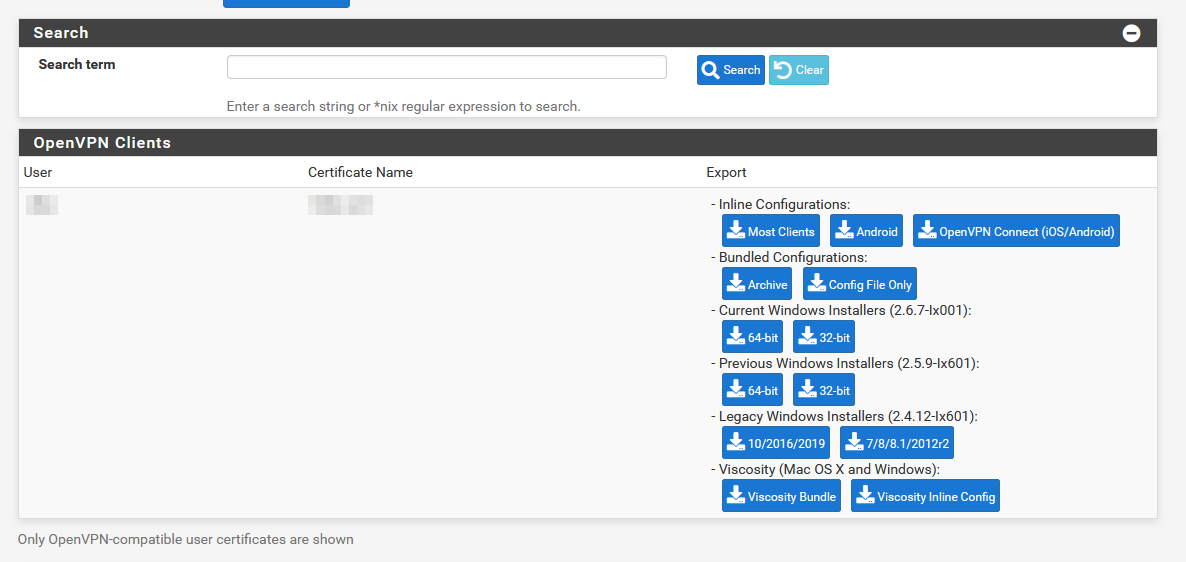 Search
Search term
Search Clear
Enter a search string or *nix regular expression to search.
OpenVPN Clients
User Certificate Name Export
- Inline Configurations:
Most Clients Android OpenVPN Connect (iOS/Android)
- Bundled Configurations:
Archive Config File Only
- Current Windows Installers (2.6.7-Ix001):
64-bit 32-bit
- Previous Windows Installers (2.5.9-Ix601):
64-bit 32-bit
- Legacy Windows Installers (2.4.12-Ix601):
10/2016/2019 7/8/8.1/2012r2
- Viscosity (Mac OS X and Windows):
Viscosity Bundle Viscosity Inline Config
Only OpenVPN-compatible user certificates are shown